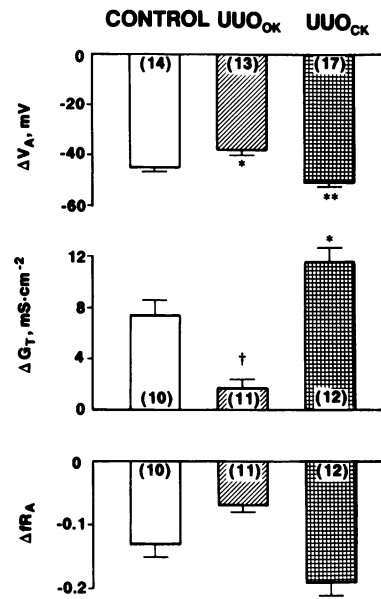 CONTROL UUO_OK UUO_CK
ΔV_A, mV
0
-20
-40
-60
(14) (13) (17)
* **
ΔG_T, mS·cm⁻²
12
8
4
0
† *
(10) (11) (12)
ΔfR_A
0
-0.1
-0.2
(10) (11) (12)